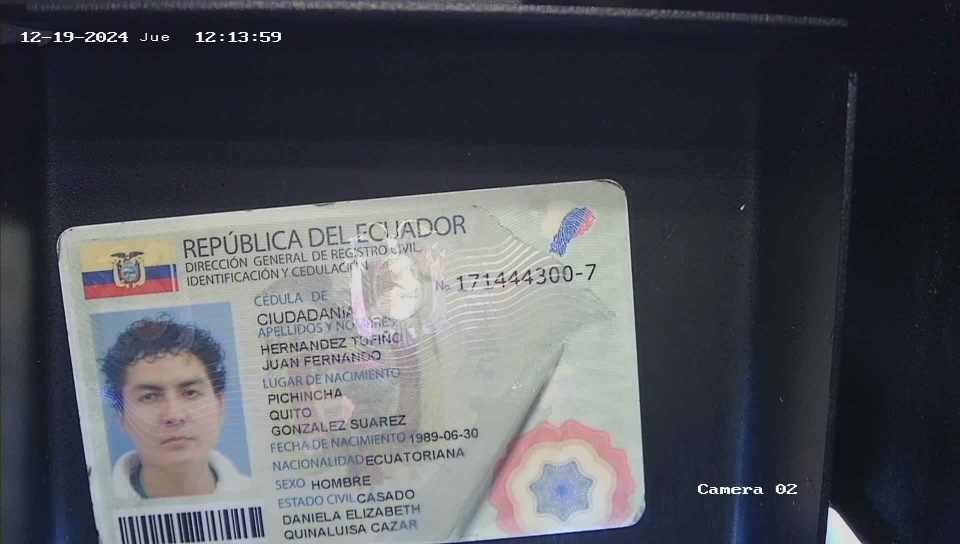 12-19-2024 Jue 12:13:59
REPÚBLICA DEL ECUADOR
DIRECCIÓN GENERAL DE REGISTRO CIVIL,
IDENTIFICACIÓN Y CEDULACIÓN
No. 171444300-7
CÉDULA DE
CIUDADANÍA
APELLIDOS Y NOMBRES
HERNANDEZ TUFIÑO
JUAN FERNANDO
LUGAR DE NACIMIENTO
PICHINCHA
QUITO
GONZALEZ SUAREZ
FECHA DE NACIMIENTO 1989-06-30
NACIONALIDAD ECUATORIANA
SEXO HOMBRE
ESTADO CIVIL CASADO
DANIELA ELIZABETH
QUINALUISA CAZAR
Camera 02